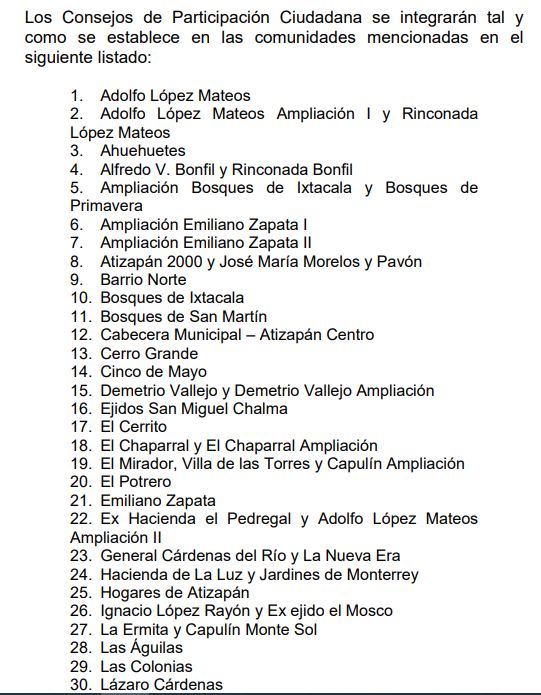 Los Consejos de Participación Ciudadana se integrarán tal y
como se establece en las comunidades mencionadas en el
siguiente listado:
1. Adolfo López Mateos
2. Adolfo López Mateos Ampliación I y Rinconada
López Mateos
3. Ahuehuetes
4. Alfredo V. Bonfil y Rinconada Bonfil
5. Ampliación Bosques de Ixtacala y Bosques de
Primavera
6. Ampliación Emiliano Zapata I
7. Ampliación Emiliano Zapata II
8. Atizapán 2000 y José María Morelos y Pavón
9. Barrio Norte
10. Bosques de Ixtacala
11. Bosques de San Martín
12. Cabecera Municipal – Atizapán Centro
13. Cerro Grande
14. Cinco de Mayo
15. Demetrio Vallejo y Demetrio Vallejo Ampliación
16. Ejidos San Miguel Chalma
17. El Cerrito
18. El Chaparral y El Chaparral Ampliación
19. El Mirador, Villa de las Torres y Capulín Ampliación
20. El Potrero
21. Emiliano Zapata
22. Ex Hacienda el Pedregal y Adolfo López Mateos
Ampliación II
23. General Cárdenas del Río y La Nueva Era
24. Hacienda de La Luz y Jardines de Monterrey
25. Hogares de Atizapán
26. Ignacio López Rayón y Ex ejido el Mosco
27. La Ermita y Capulín Monte Sol
28. Las Águilas
29. Las Colonias
30. Lázaro Cárdenas